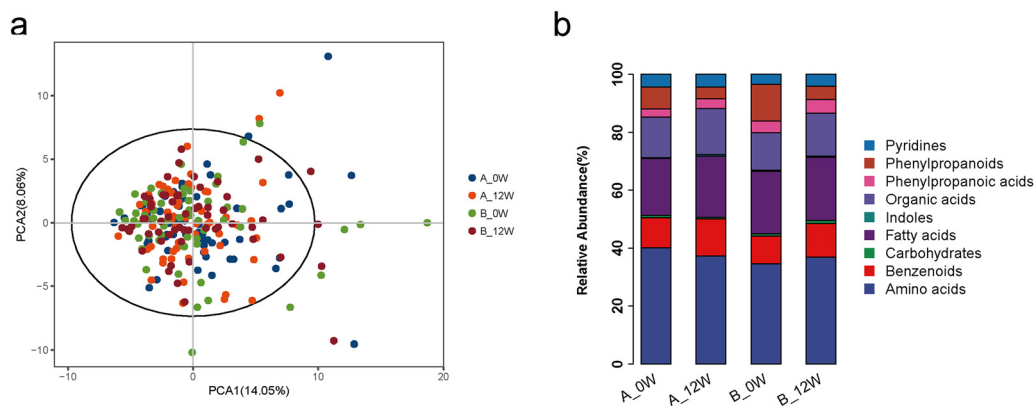 a
PCA2(8.06%)
10
5
0
−5
−10
−10
0
10
20
PCA1(14.05%)
A_0W
A_12W
B_0W
B_12W
b
Relative Abundance(%)
100
80
60
40
20
0
A_0W
A_12W
B_0W
B_12W
Pyridines
Phenylpropanoids
Phenylpropanoic acids
Organic acids
Indoles
Fatty acids
Carbohydrates
Benzenoids
Amino acids